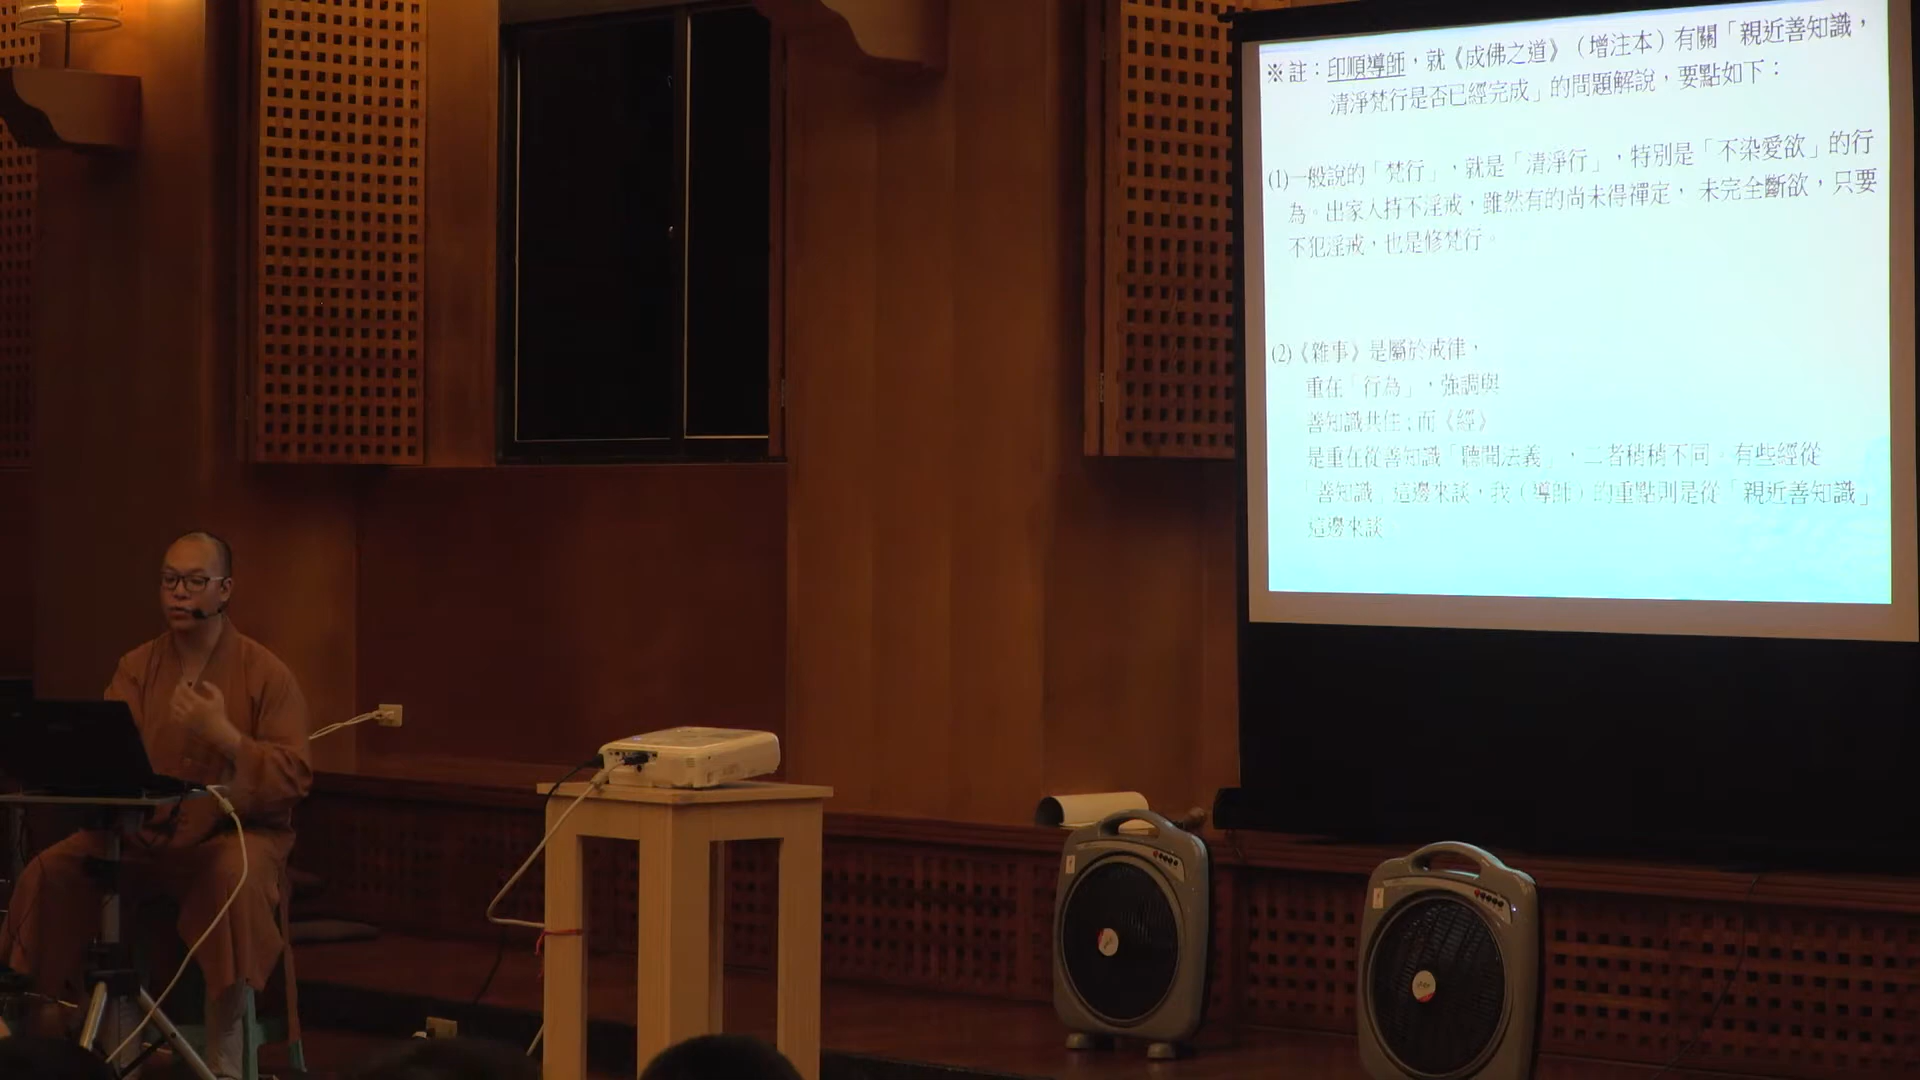 ※註：印順導師，就《成佛之道》（增注本）有關「親近善知識，
清淨梵行是否已經完成」的問題解說，要點如下：
(1)一般說的「梵行」，就是「清淨行」，特別是「不染愛欲」的行
為。出家人持不淫戒，雖然有的尚未得禪定， 未完全斷欲，只要
不犯淫戒，也是修梵行。
(2)《雜事》是屬於戒律，
重在「行為」，強調與
善知識共住；而《經》
是重在從善知識「聽聞法義」，二者稍稍不同。有些經從
「善知識」這邊來談，我（導師）的重點則是從「親近善知識」
這邊來談